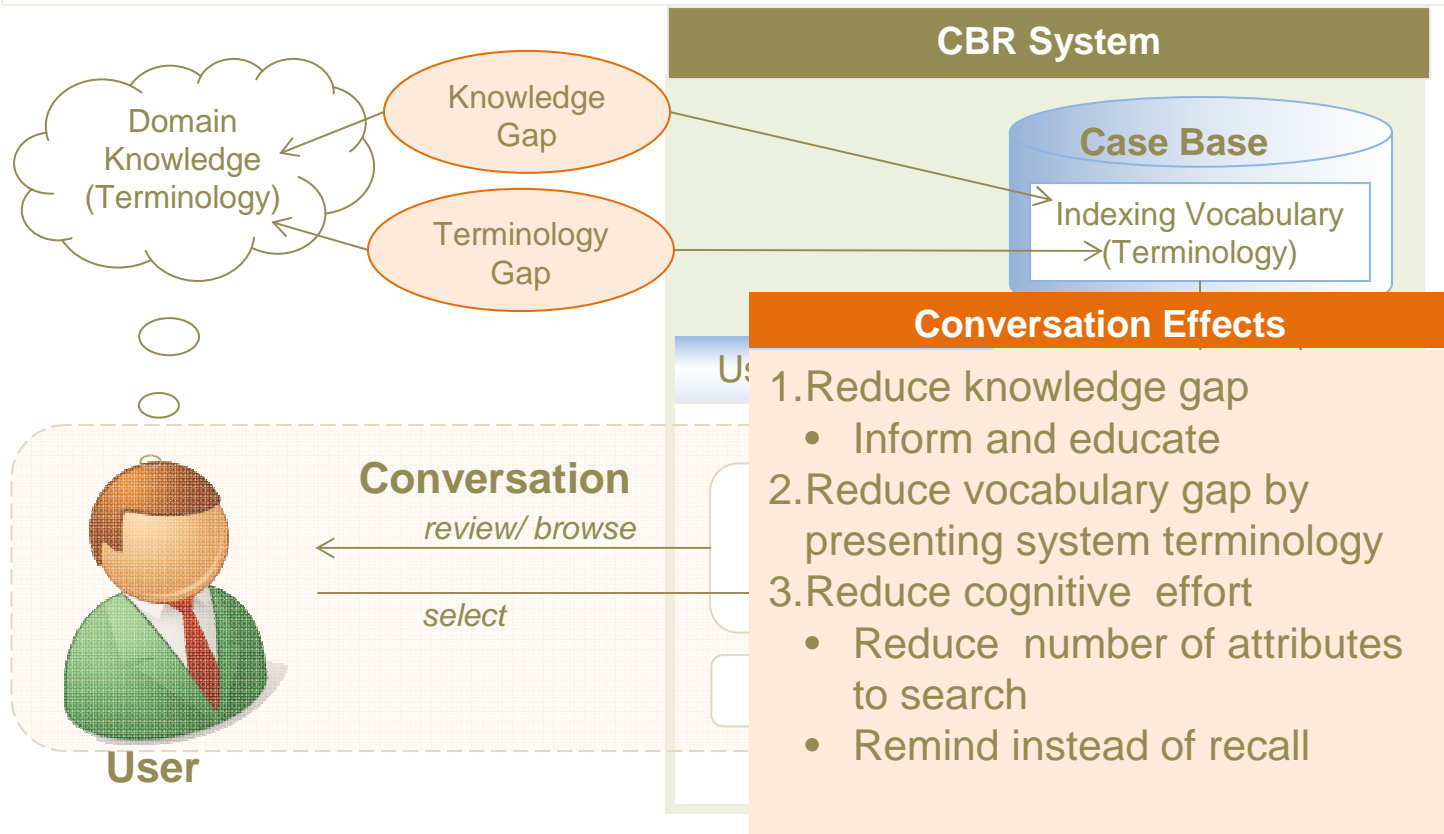 CBR System
Knowledge
Gap
Domain
Knowledge
(Terminology)
Case Base
Indexing Vocabulary
(Terminology)
Terminology
Gap
Conversation Effects
1.Reduce knowledge gap
• Inform and educate
2.Reduce vocabulary gap by
presenting system terminology
3.Reduce cognitive effort
• Reduce number of attributes
to search
• Remind instead of recall
Conversation
review/ browse
select
User